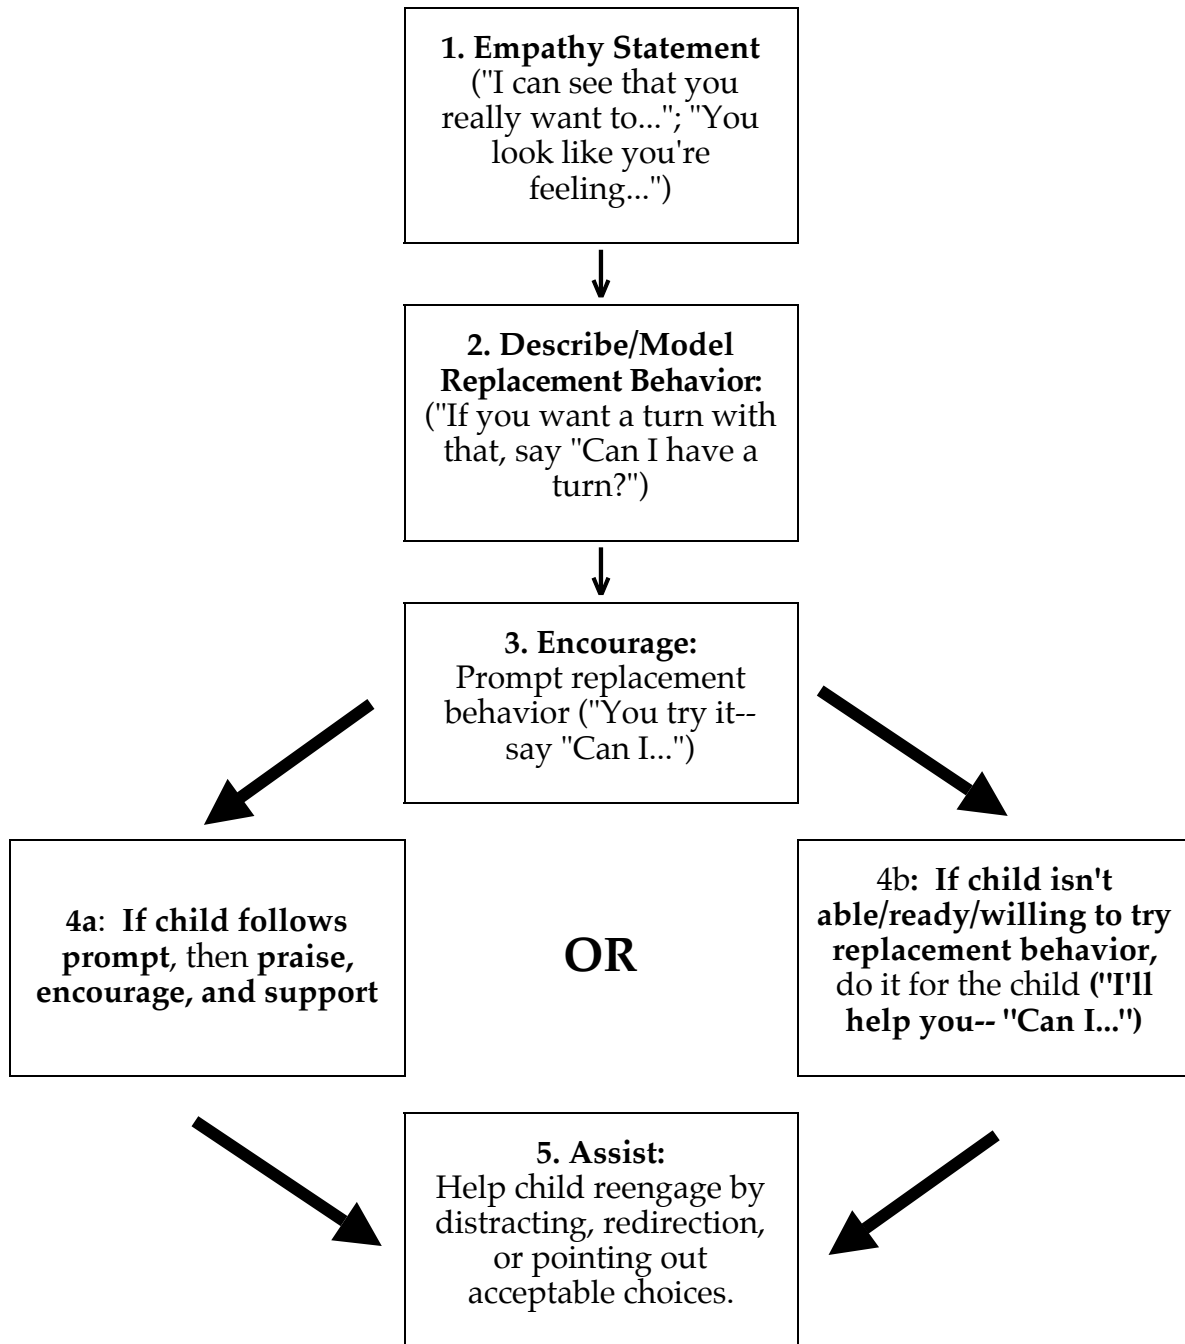 1. Empathy Statement
("I can see that you
really want to..."; "You
look like you're
feeling...")
2. Describe/Model
Replacement Behavior:
("If you want a turn with
that, say "Can I have a
turn?")
3. Encourage:
Prompt replacement
behavior ("You try it--
say "Can I...")
4a:  If child follows
prompt, then praise,
encourage, and support
OR
4b:  If child isn't
able/ready/willing to try
replacement behavior,
do it for the child ("I'll
help you-- "Can I...")
5. Assist:
Help child reengage by
distracting, redirection,
or pointing out
acceptable choices.